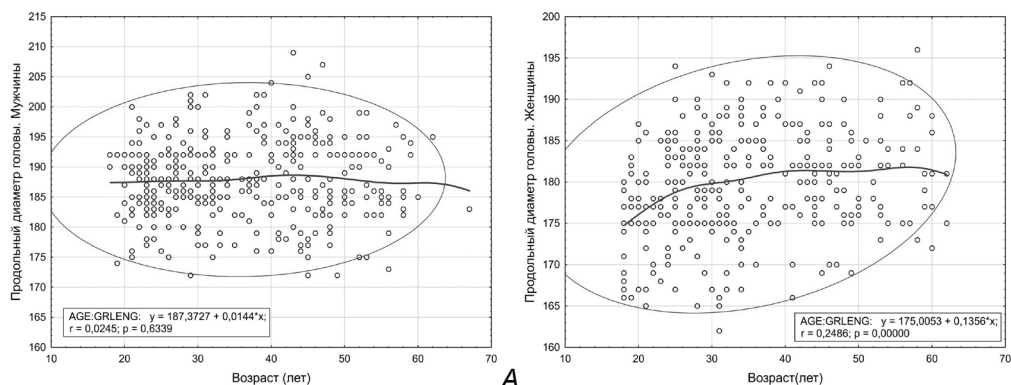 Продольный диаметр головы. Мужчины
215
210
205
200
195
190
185
180
175
170
165
160
AGE:GRLENG: y = 187,3727 + 0,0144*x;
r = 0,0245; p = 0,6339
10 20 30 40 50 60 70
Возраст (лет)
Продольный диаметр головы. Женщины
200
195
190
185
180
175
170
165
160
AGE:GRLENG: y = 175,0053 + 0,1356*x;
r = 0,2486; p = 0,00000
10 20 30 40 50 60 70
Возраст(лет)
А